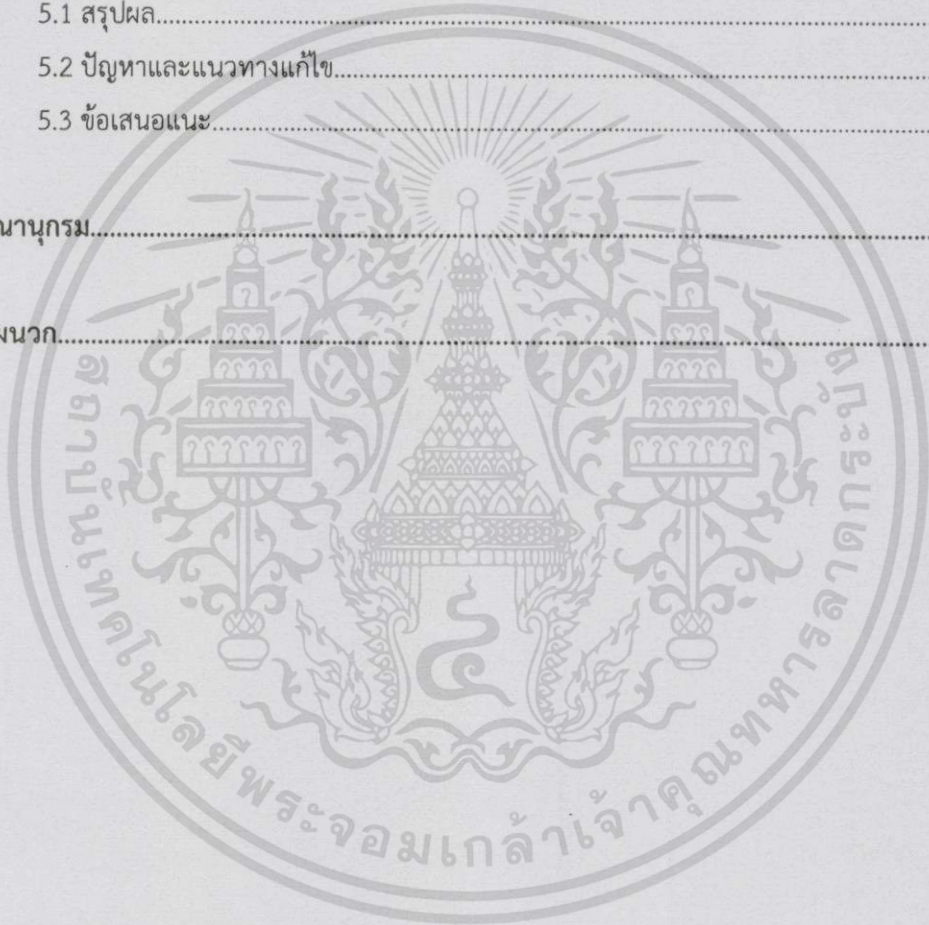 5.1 สรุปผล
5.2 ปัญหาและแนวทางแก้ไข
5.3 ข้อเสนอแนะ
ณานุกรม
ผนวก
สถาบันเทคโนโลยีพระจอมเกล้าเจ้าคุณทหารลาดกระบัง